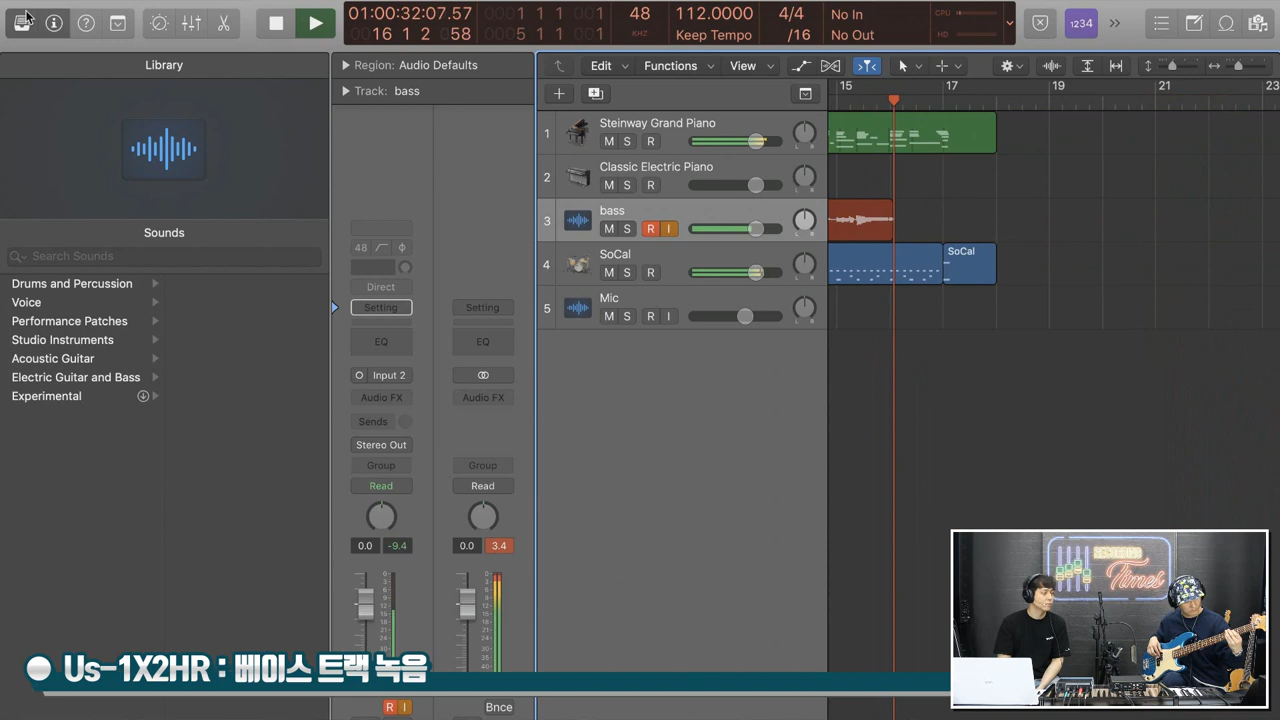 01:00:32:07.57
16 1 2 58
1 1 1 1
1 1 1 1
48
KHZ
112.0000
Keep Tempo
4/4
/16
No In
No Out
CPU
HD
1234
Library
Region: Audio Defaults
Track: bass
Edit
Functions
View
15
17
19
21
23
Sounds
Search Sounds
Drums and Percussion
Voice
Performance Patches
Studio Instruments
Acoustic Guitar
Electric Guitar and Bass
Experimental
48
Direct
Setting
Setting
EQ
EQ
Input 2
Audio FX
Audio FX
Sends
Stereo Out
Group
Group
Read
Read
0.0
-9.4
0.0
3.4
R I
Bnce
1
Steinway Grand Piano
M S R
2
Classic Electric Piano
M S R
3
bass
M S R I
4
SoCal
M S R
SoCal
5
Mic
M S R I
Times
Us-1X2HR : 베이스 트랙 녹음